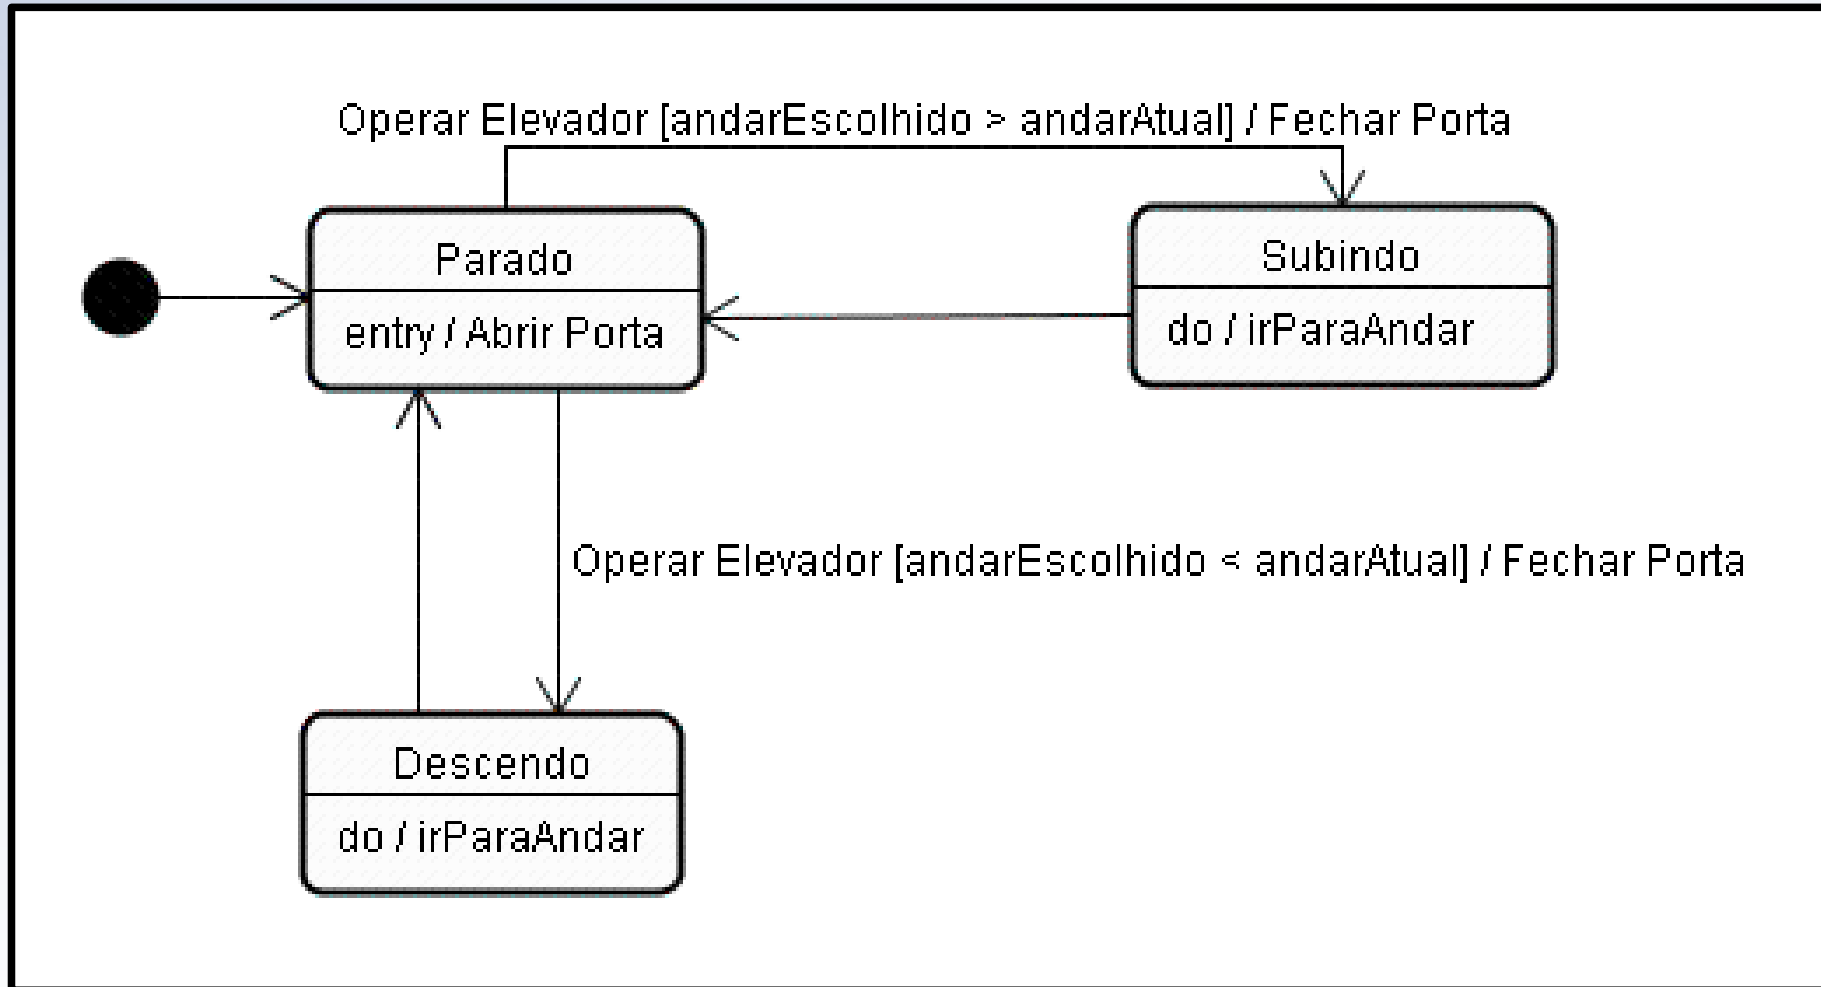 Operar Elevador [andarEscolhido > andarAtual] / Fechar Porta
Parado
entry / Abrir Porta
Subindo
do / irParaAndar
Operar Elevador [andarEscolhido < andarAtual] / Fechar Porta
Descendo
do / irParaAndar